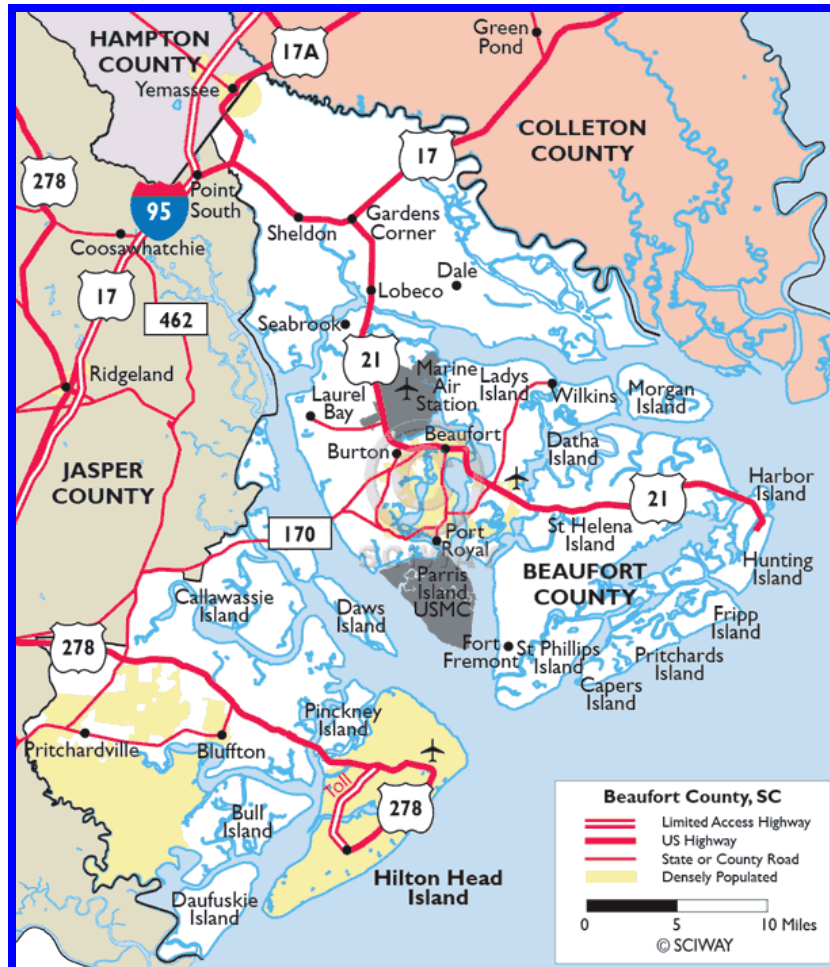 HAMPTON
COUNTY
17A
Green
Pond
Yemassee
COLLETON
COUNTY
17
278
Point
South
95
Coosawhatchie
Sheldon
Gardens
Corner
Dale
17
Lobeco
462
Seabrook
21
Marine
Air
Station
Ladys
Island
Wilkins
Morgan
Island
Ridgeland
Laurel
Bay
Beaufort
Datha
Island
Burton
JASPER
COUNTY
Harbor
Island
21
170
St Helena
Island
Port
Royal
SCIWAY
BEAUFORT
COUNTY
Hunting
Island
Parris
Island
USMC
Callawassie
Island
Daws
Island
Fripp
Island
278
Fort
Fremont
St Phillips
Island
Pritchards
Island
Capers
Island
Pinckney
Island
Pritchardville
Bluffton
Toll
278
Bull
Island
Hilton Head
Island
Daufuskie
Island
Beaufort County, SC
Limited Access Highway
US Highway
State or County Road
Densely Populated
0 5 10 Miles
© SCIWAY